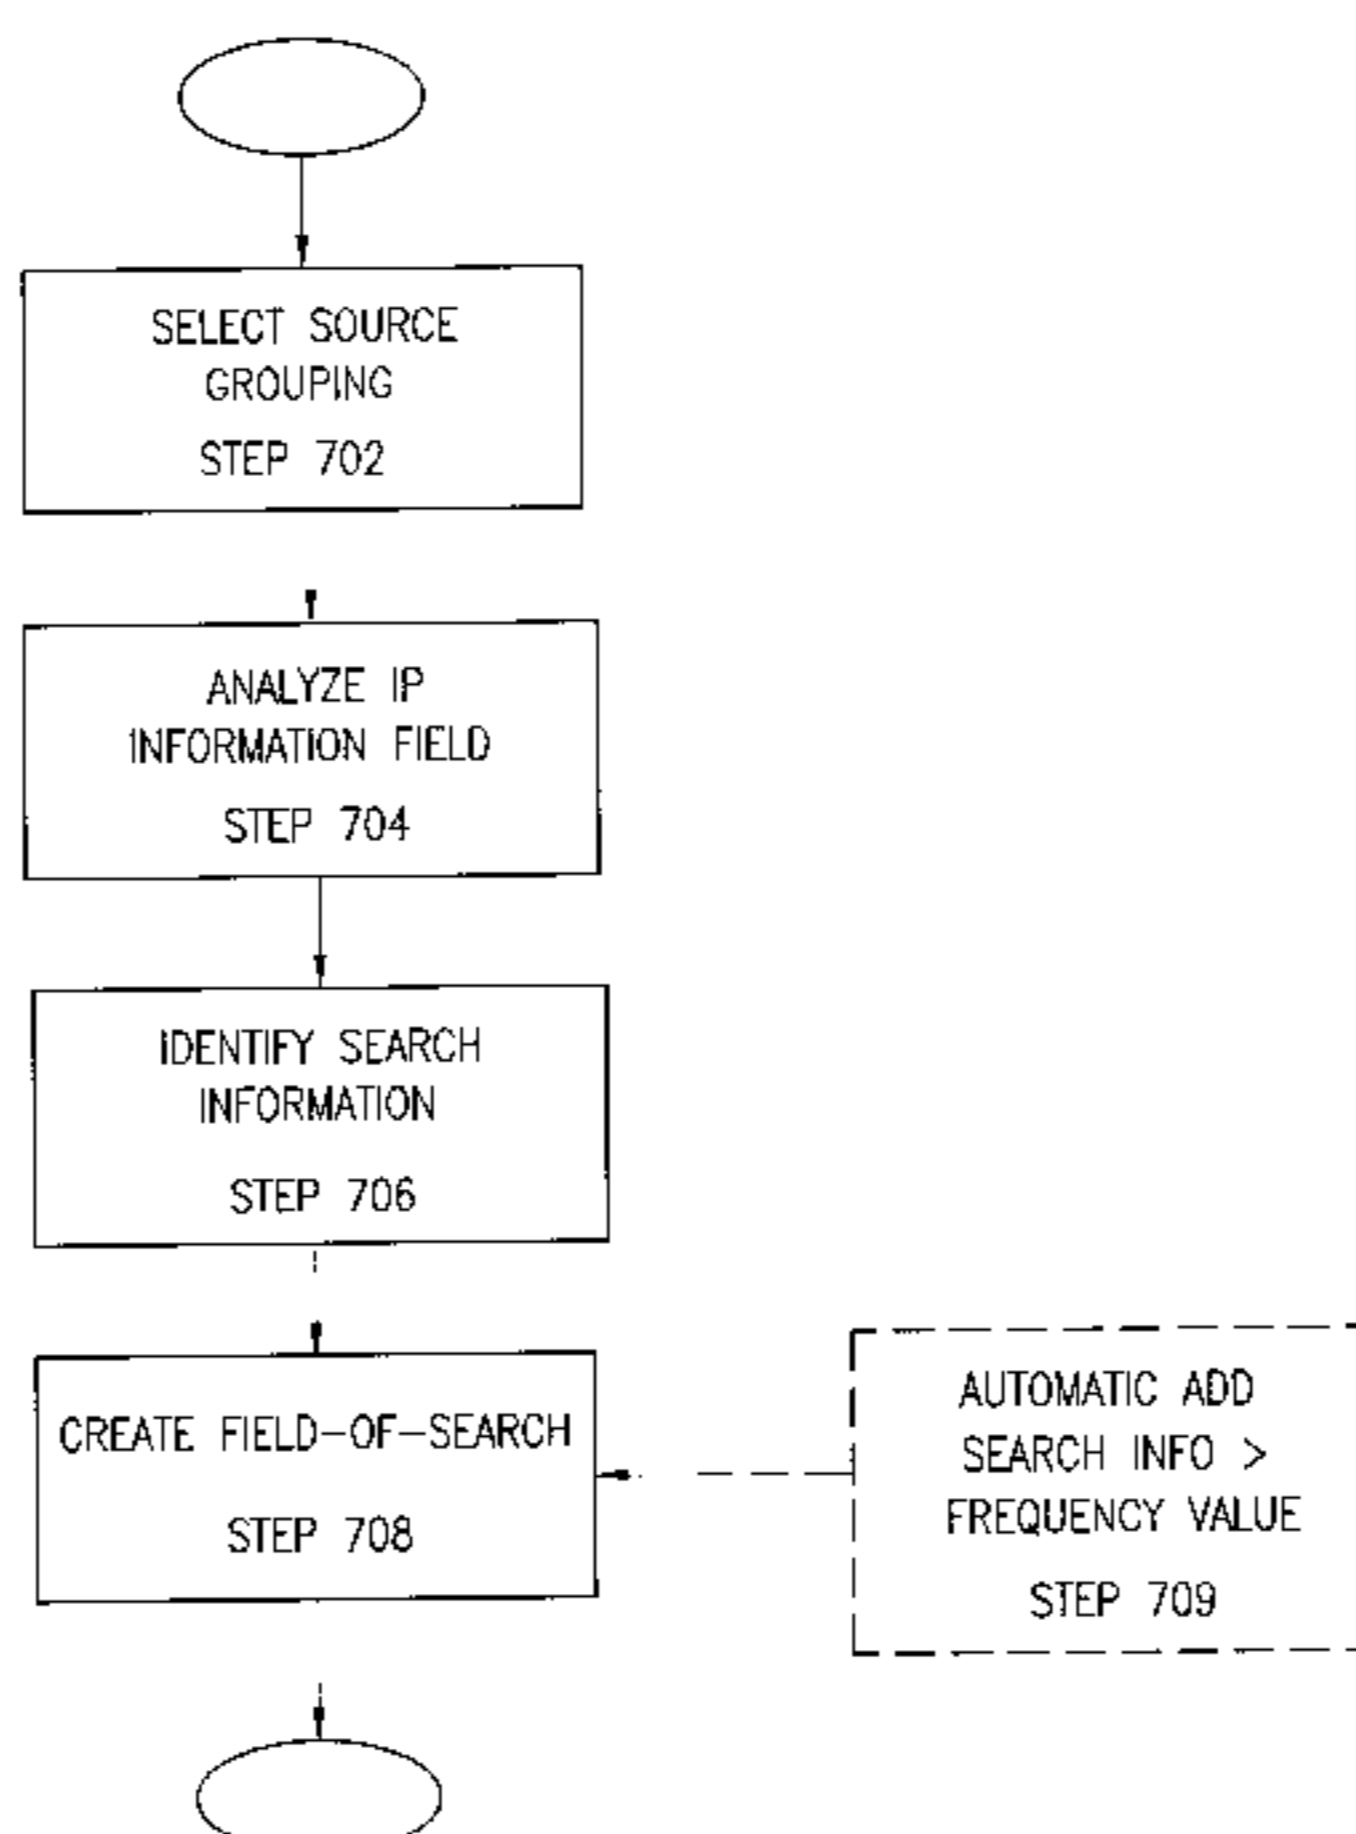 SELECT SOURCE
GROUPING
STEP 702
ANALYZE IP
INFORMATION FIELD
STEP 704
IDENTIFY SEARCH
INFORMATION
STEP 706
CREATE FIELD-OF-SEARCH
STEP 708
AUTOMATIC ADD
SEARCH INFO >
FREQUENCY VALUE
STEP 709